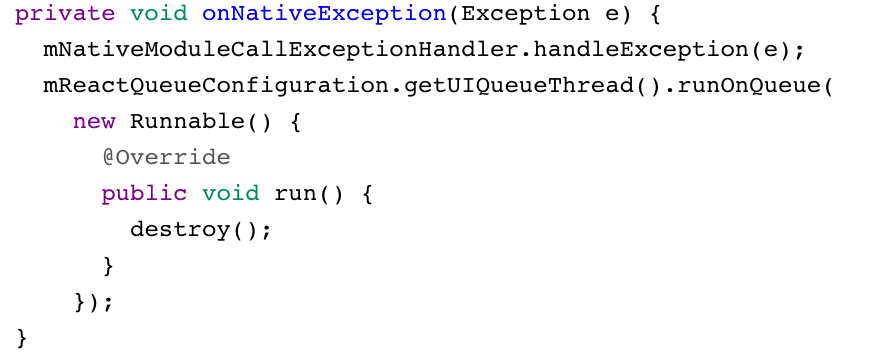 private void onNativeException(Exception e) {
  mNativeModuleCallExceptionHandler.handleException(e);
  mReactQueueConfiguration.getUIQueueThread().runOnQueue(
    new Runnable() {
      @Override
      public void run() {
        destroy();
      }
    });
}